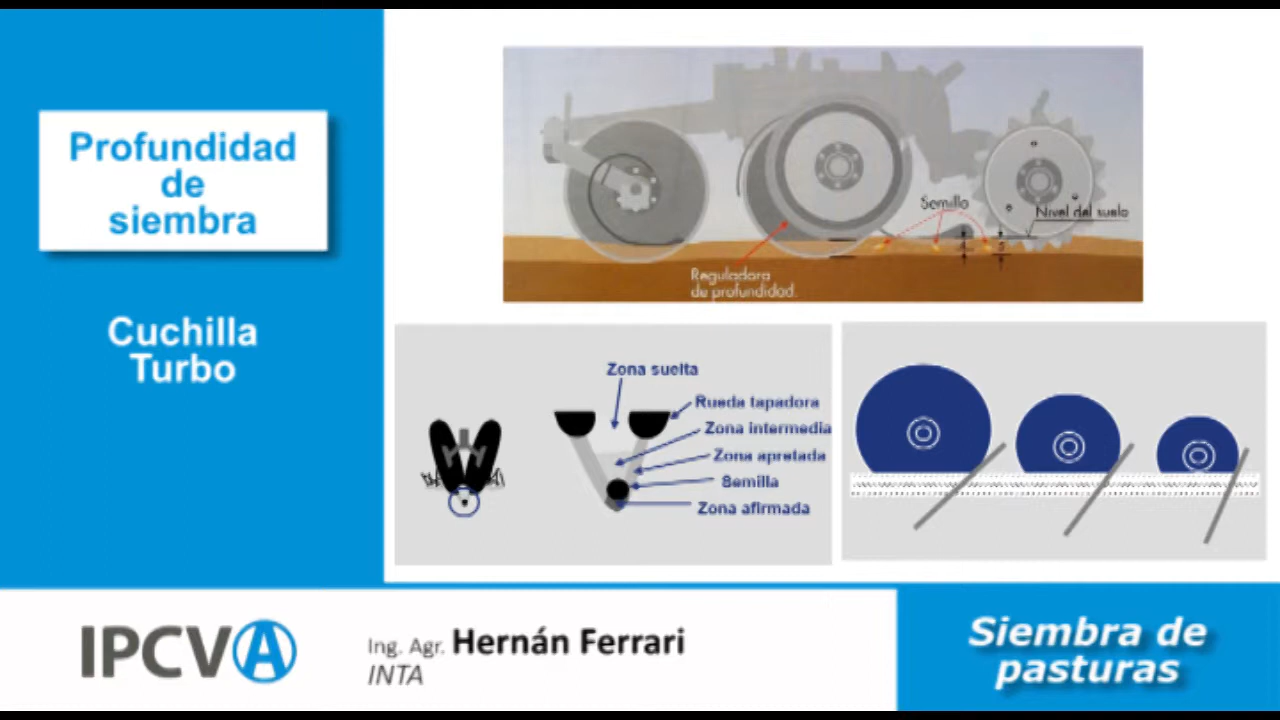 Profundidad
de
siembra
Cuchilla
Turbo
Semilla
Nivel del suelo
Reguladora
de profundidad.
Zona suelta
Rueda tapadora
Zona intermedia
Zona apretada
Semilla
Zona afirmada
IPCVA
Ing. Agr. Hernán Ferrari
INTA
Siembra de
pasturas